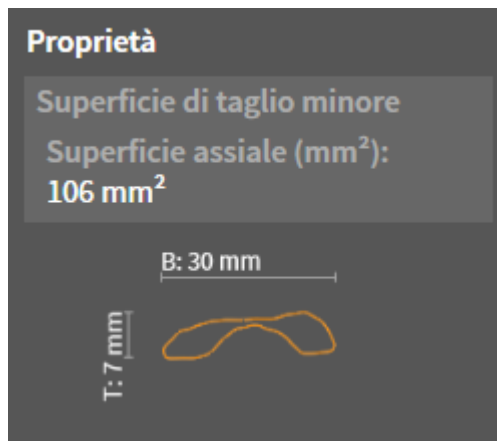 Proprietà
Superficie di taglio minore
Superficie assiale (mm²):
106 mm²
B: 30 mm
T: 7 mm